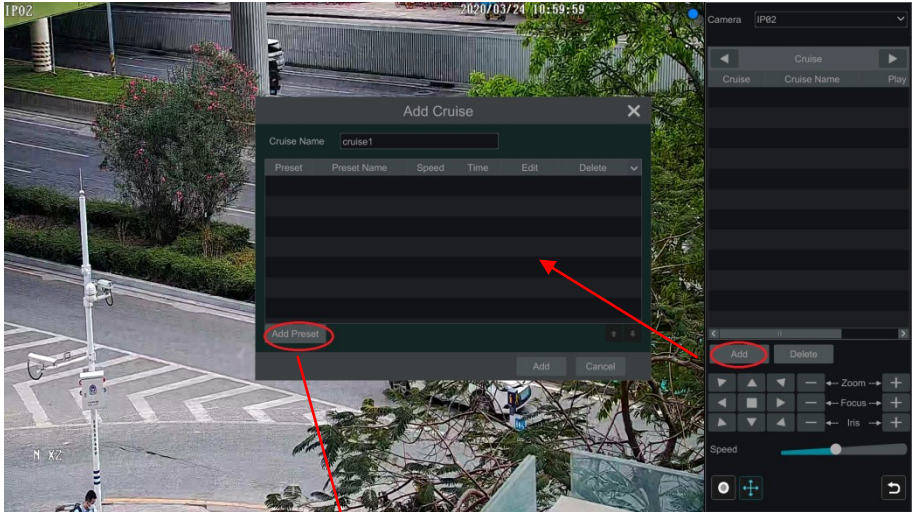 IP02
2020/03/24 10:59:59
Camera IP02
Cruise
Cruise Cruise Name Play
Add Cruise
Cruise Name cruise1
Preset Preset Name Speed Time Edit Delete
Add Preset
Add Cancel
Add Delete
Zoom
Focus
Iris
Speed
N X2